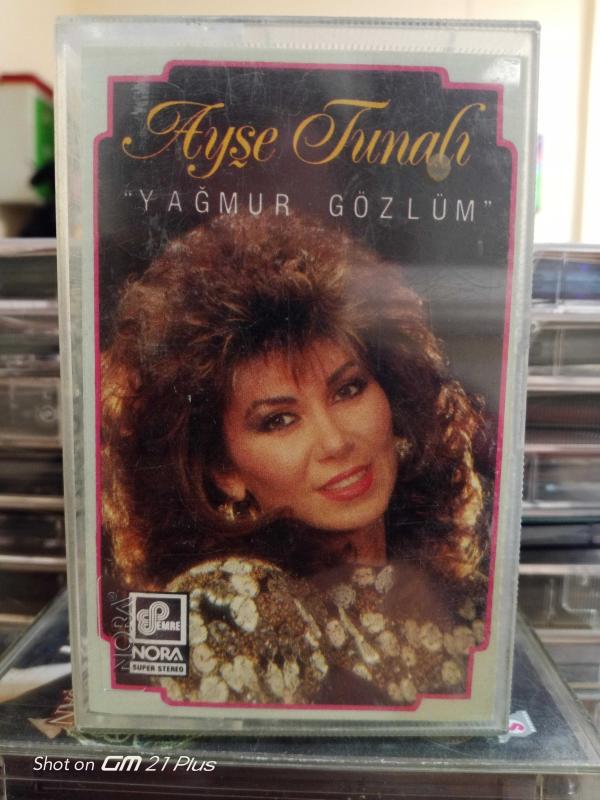 Ayşe Tunalı
"YAĞMUR GÖZLÜM"
NORA
EMRE
NORA
SUPER STEREO
Shot on GM 21 Plus